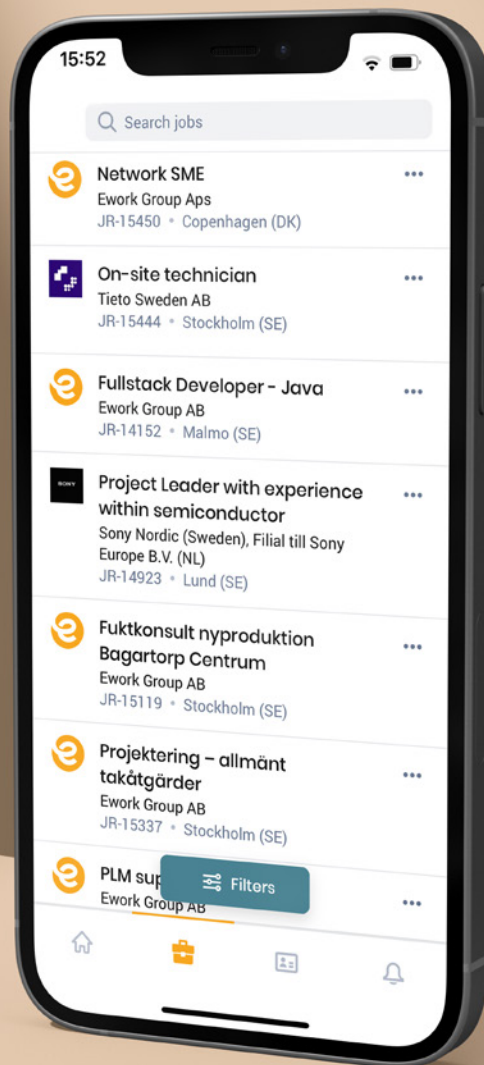 15:52
Search jobs
Network SME
Ework Group Aps
JR-15450 • Copenhagen (DK)
On-site technician
Tieto Sweden AB
JR-15444 • Stockholm (SE)
Fullstack Developer - Java
Ework Group AB
JR-14152 • Malmo (SE)
SONY
Project Leader with experience
within semiconductor
Sony Nordic (Sweden), Filial till Sony
Europe B.V. (NL)
JR-14923 • Lund (SE)
Fuktkonsult nyproduktion
Bagartorp Centrum
Ework Group AB
JR-15119 • Stockholm (SE)
Projektering – allmänt
takåtgärder
Ework Group AB
JR-15337 • Stockholm (SE)
PLM sup
Filters
Ework Group AB